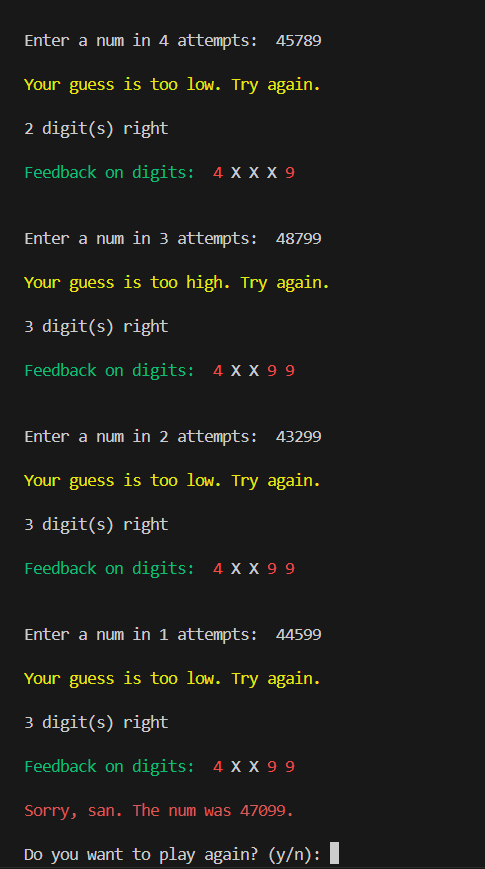 Enter a num in 4 attempts:  45789
Your guess is too low. Try again.
2 digit(s) right
Feedback on digits:  4 X X X 9
Enter a num in 3 attempts:  48799
Your guess is too high. Try again.
3 digit(s) right
Feedback on digits:  4 X X 9 9
Enter a num in 2 attempts:  43299
Your guess is too low. Try again.
3 digit(s) right
Feedback on digits:  4 X X 9 9
Enter a num in 1 attempts:  44599
Your guess is too low. Try again.
3 digit(s) right
Feedback on digits:  4 X X 9 9
Sorry, san. The num was 47099.
Do you want to play again? (y/n):